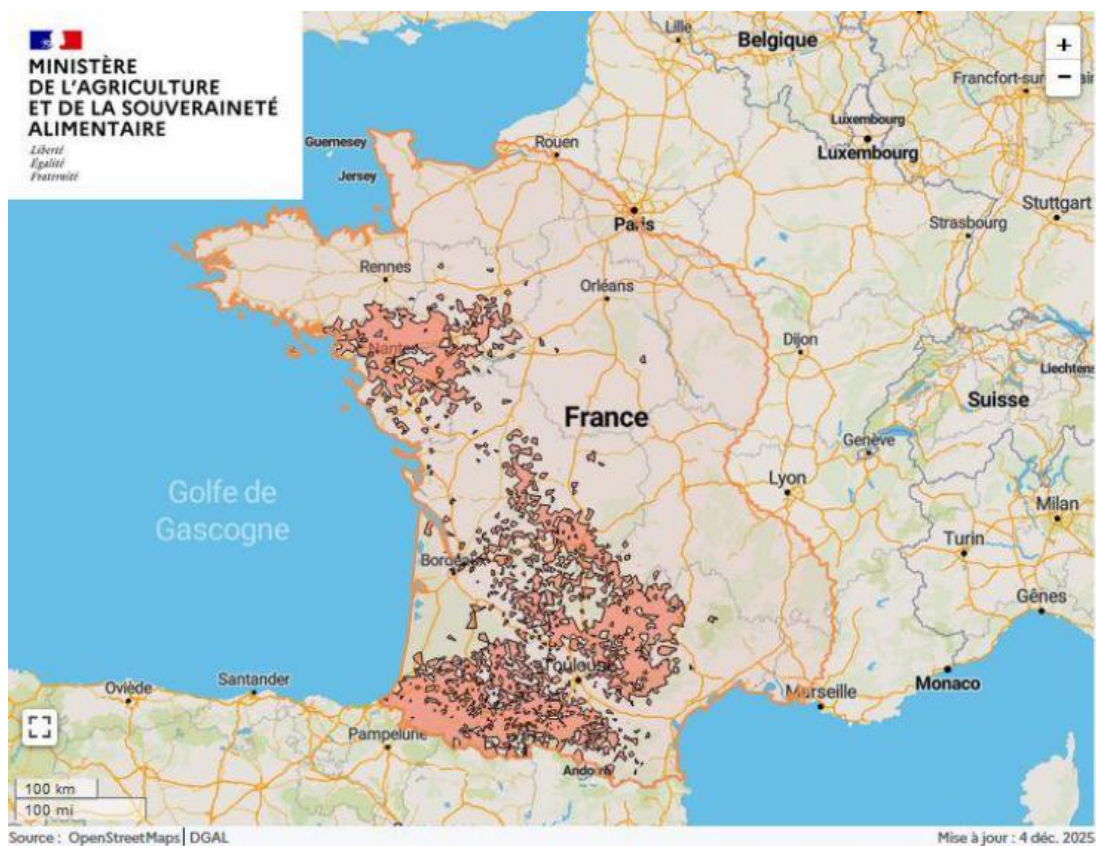 MINISTÈRE
DE L'AGRICULTURE
ET DE LA SOUVERAINETÉ
ALIMENTAIRE
Liberté
Égalité
Fraternité
Lille
Belgique
+
−
Francfort-sur
Luxembourg
Luxembourg
Guernesey
Jersey
Rouen
Paris
Stuttgart
Strasbourg
Rennes
Orléans
Nantes
Dijon
Liechtens
Suisse
France
Genève
Lyon
Milan
Golfe de
Gascogne
Turin
Bordeaux
Gênes
Toulouse
Monaco
Marseille
Oviède
Santander
Pampelune
Andorre
100 km
100 mi
Source : OpenStreetMaps | DGAL
Mise à jour : 4 déc. 2025